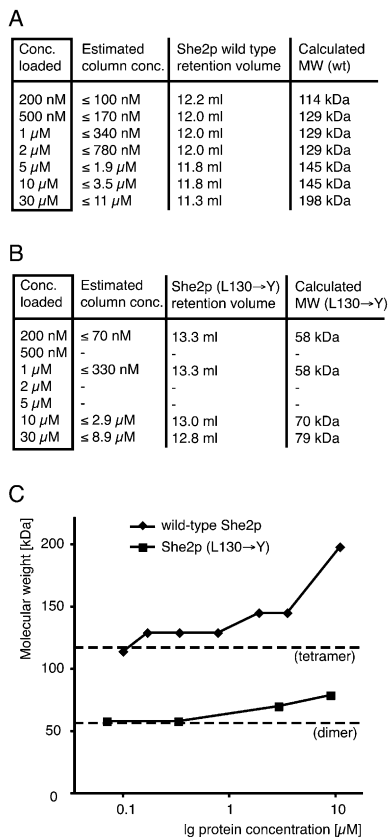 A
Conc. loaded | Estimated column conc. | She2p wild type retention volume | Calculated MW (wt)
200 nM | ≤ 100 nM | 12.2 ml | 114 kDa
500 nM | ≤ 170 nM | 12.0 ml | 129 kDa
1 µM | ≤ 340 nM | 12.0 ml | 129 kDa
2 µM | ≤ 780 nM | 12.0 ml | 129 kDa
5 µM | ≤ 1.9 µM | 11.8 ml | 145 kDa
10 µM | ≤ 3.5 µM | 11.8 ml | 145 kDa
30 µM | ≤ 11 µM | 11.3 ml | 198 kDa
B
Conc. loaded | Estimated column conc. | She2p (L130→Y) retention volume | Calculated MW (L130→Y)
200 nM | ≤ 70 nM | 13.3 ml | 58 kDa
500 nM | - | - | -
1 µM | ≤ 330 nM | 13.3 ml | 58 kDa
2 µM | - | - | -
5 µM | - | - | -
10 µM | ≤ 2.9 µM | 13.0 ml | 70 kDa
30 µM | ≤ 8.9 µM | 12.8 ml | 79 kDa
C
Molecular weight [kDa]
wild-type She2p
She2p (L130→Y)
200
150
100
50
0
(tetramer)
(dimer)
0.1 1 10
lg protein concentration [µM]